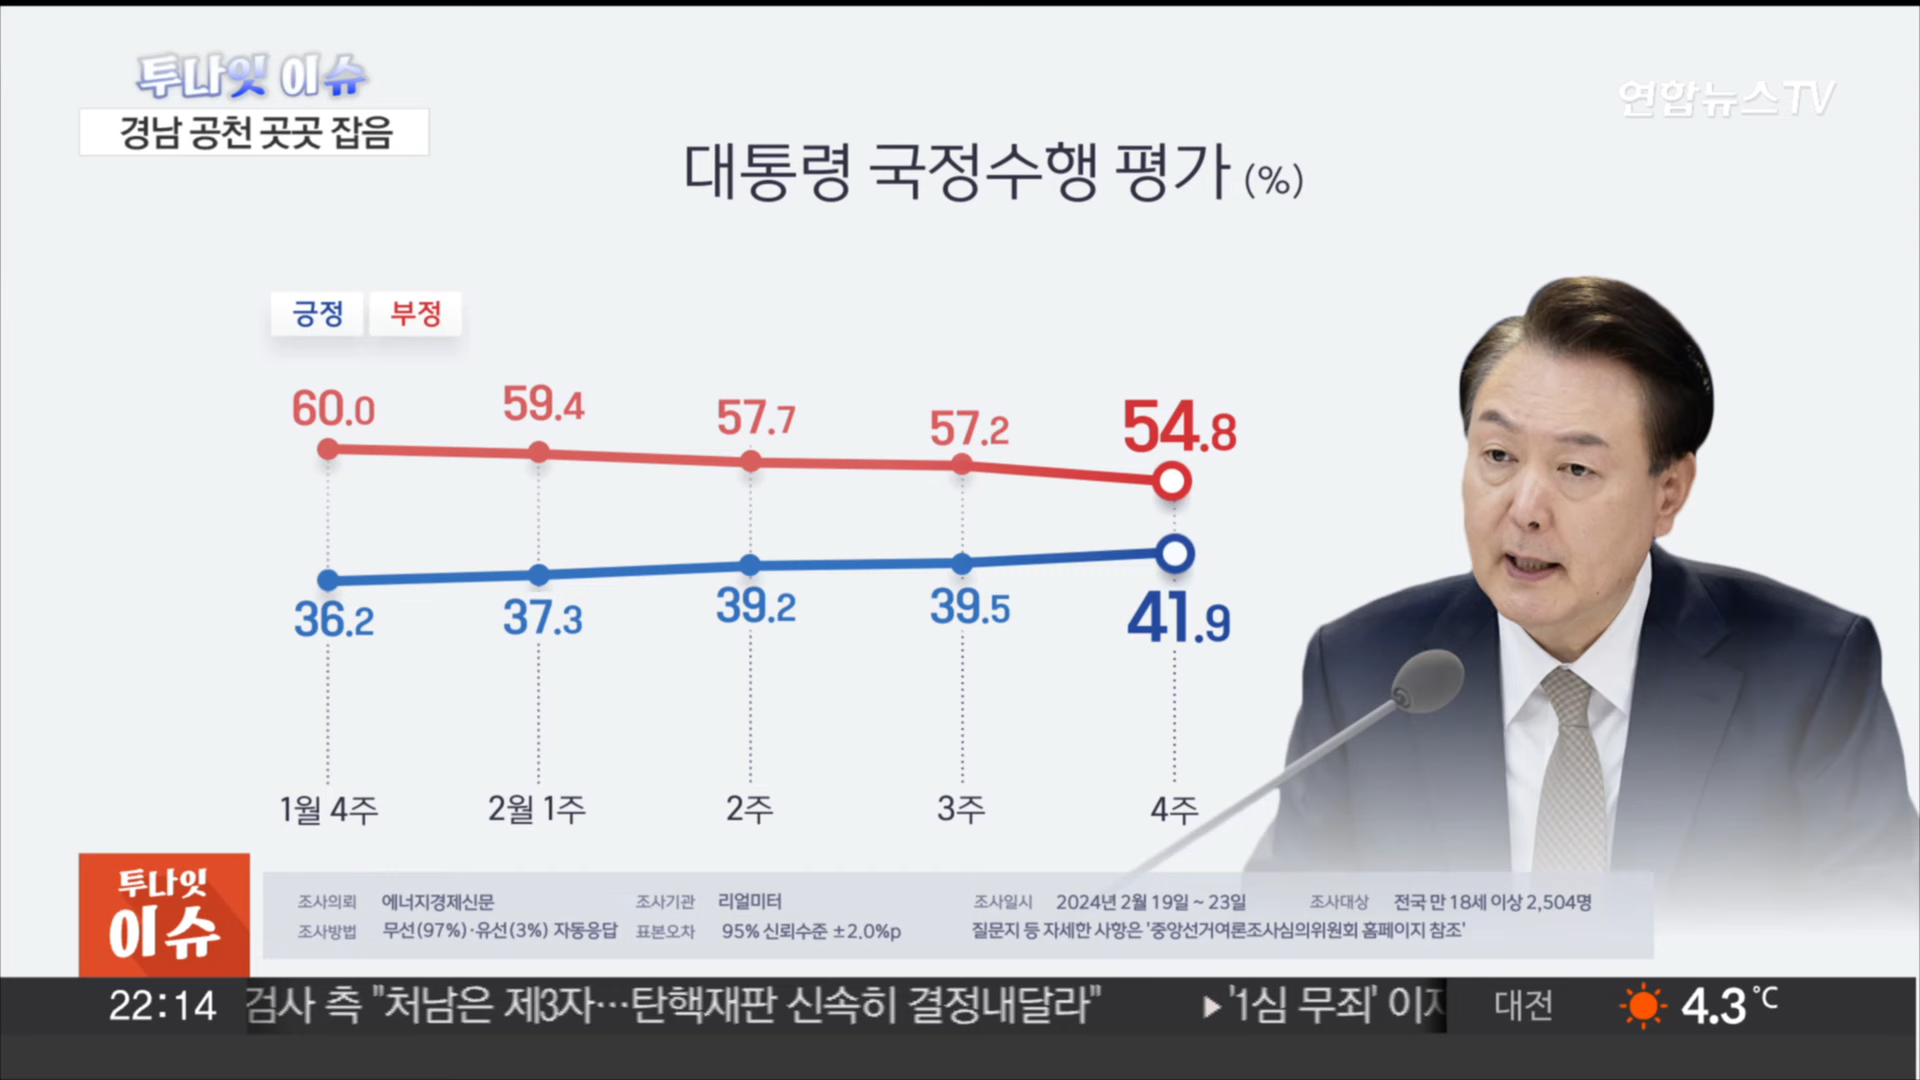 투나잇 이슈
연합뉴스TV
경남 공천 곳곳 잡음
대통령 국정수행 평가 (%)
긍정 부정
60.0 59.4 57.7 57.2 54.8
36.2 37.3 39.2 39.5 41.9
1월 4주 2월 1주 2주 3주 4주
투나잇
이슈
조사의뢰 에너지경제신문 조사기관 리얼미터 조사일시 2024년 2월 19일 ~ 23일 조사대상 전국 만 18세 이상 2,504명
조사방법 무선(97%)·유선(3%) 자동응답 표본오차 95% 신뢰수준 ±2.0%p 질문지 등 자세한 사항은 '중앙선거여론조사심의위원회 홈페이지 참조'
22:14 검사 측 "처남은 제3자…탄핵재판 신속히 결정내달라" ▶'1심 무죄' 대전 4.3℃